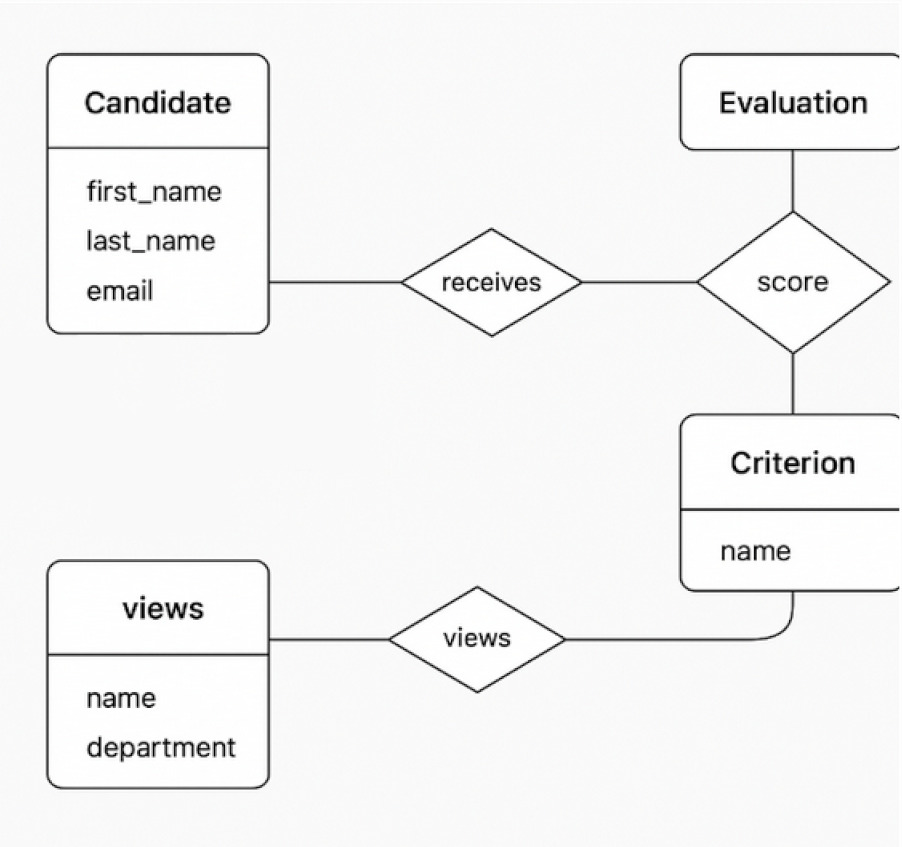 Candidate
first_name
last_name
email
receives
Evaluation
score
Criterion
name
views
name
department
views